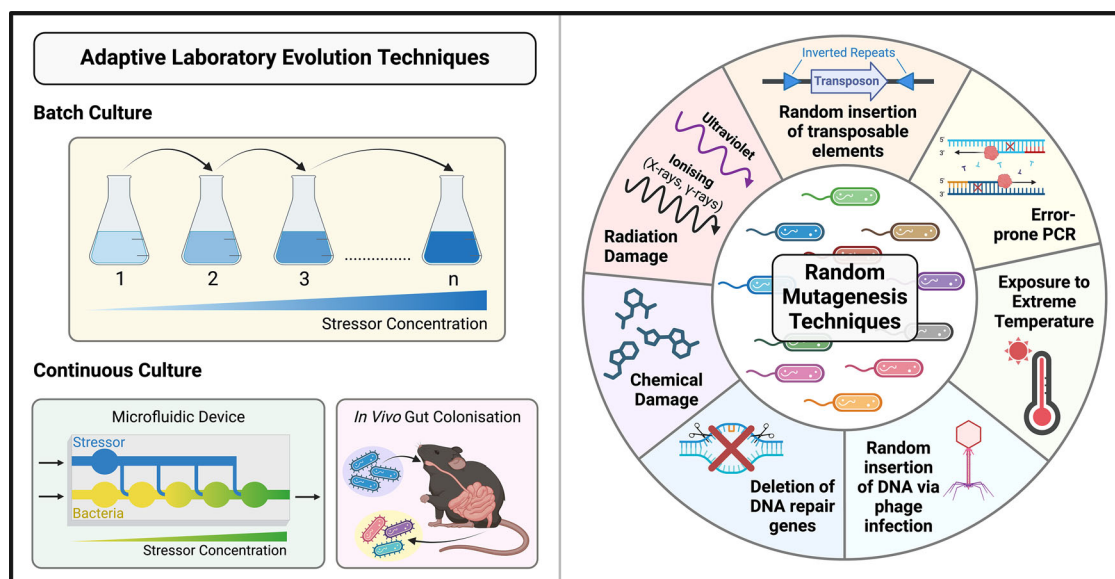 Adaptive Laboratory Evolution Techniques
Batch Culture
1
2
3
n
Stressor Concentration
Continuous Culture
Microfluidic Device
Stressor
Bacteria
Stressor Concentration
In Vivo Gut Colonisation
Random
Mutagenesis
Techniques
Inverted Repeats
Transposon
Random insertion
of transposable
elements
5'
3'
5'
3'
Error-
prone PCR
Exposure to
Extreme
Temperature
Random
insertion
of DNA via
phage
infection
Deletion of
DNA repair
genes
Chemical
Damage
Ultraviolet
Ionising
(X-rays, γ-rays)
Radiation
Damage